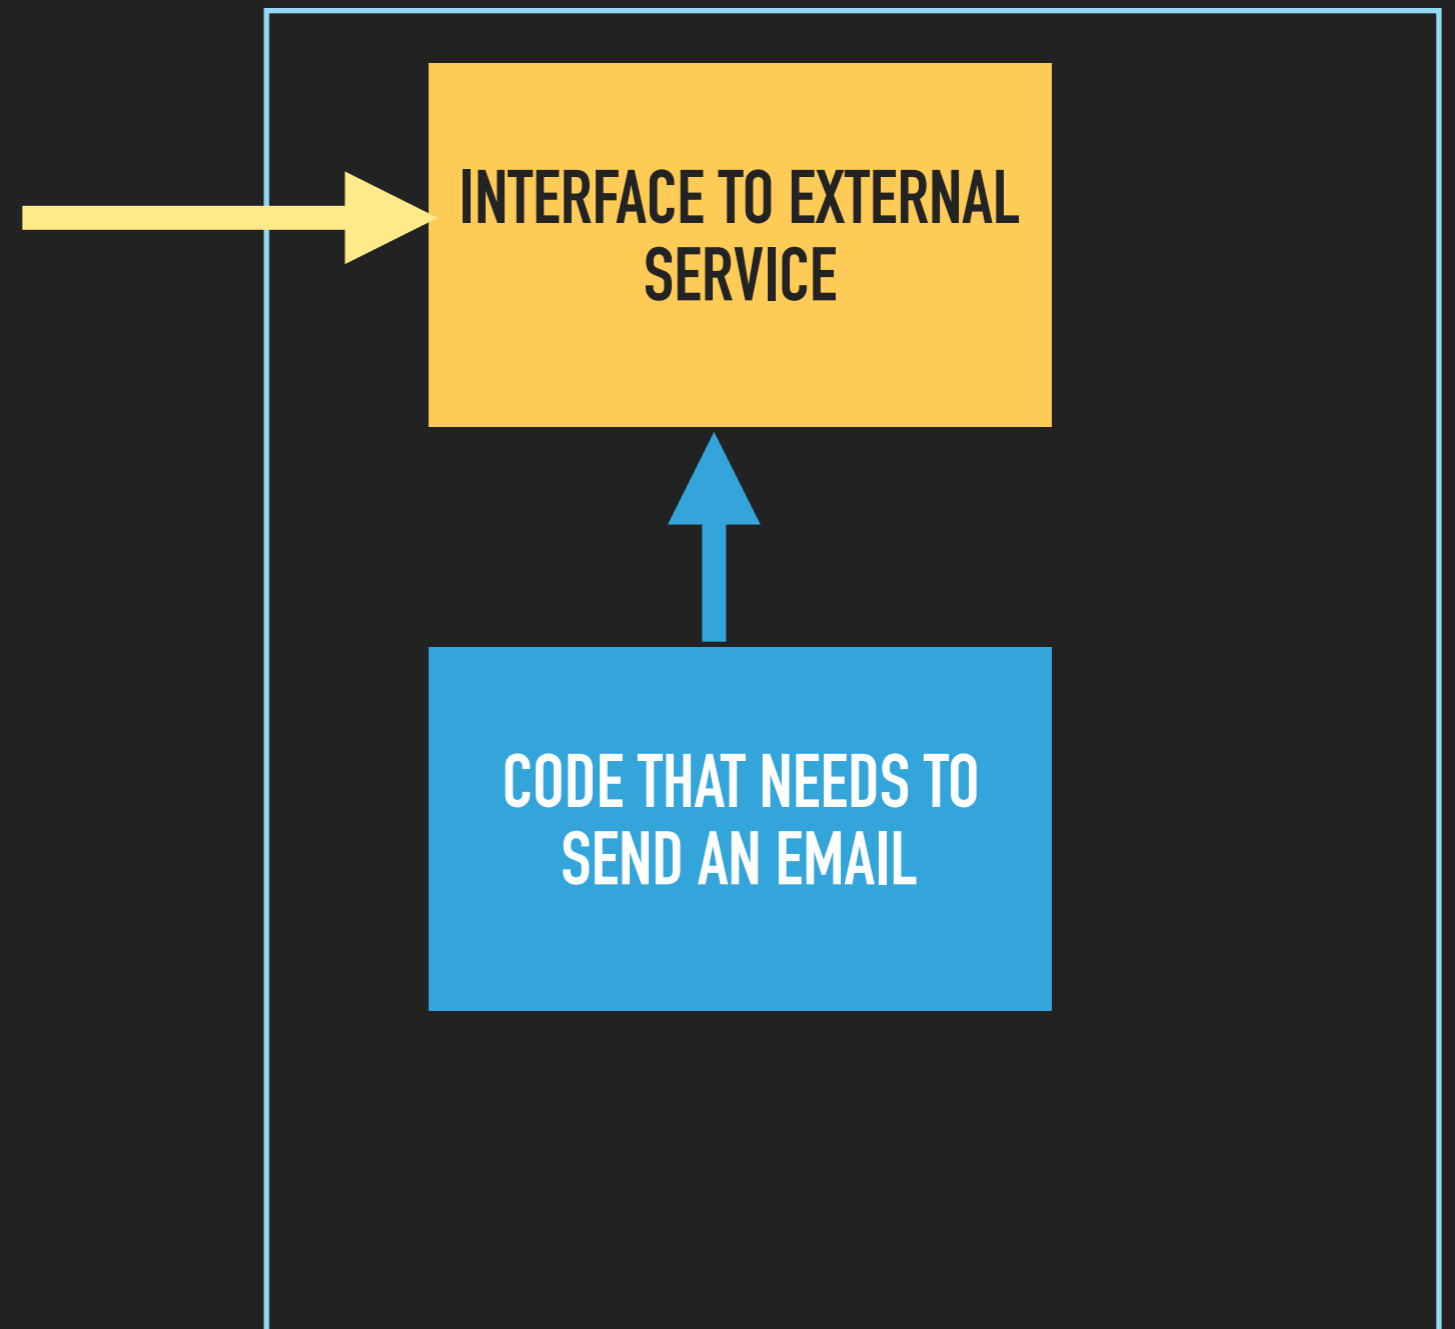 INTERFACE TO EXTERNAL
SERVICE
CODE THAT NEEDS TO
SEND AN EMAIL